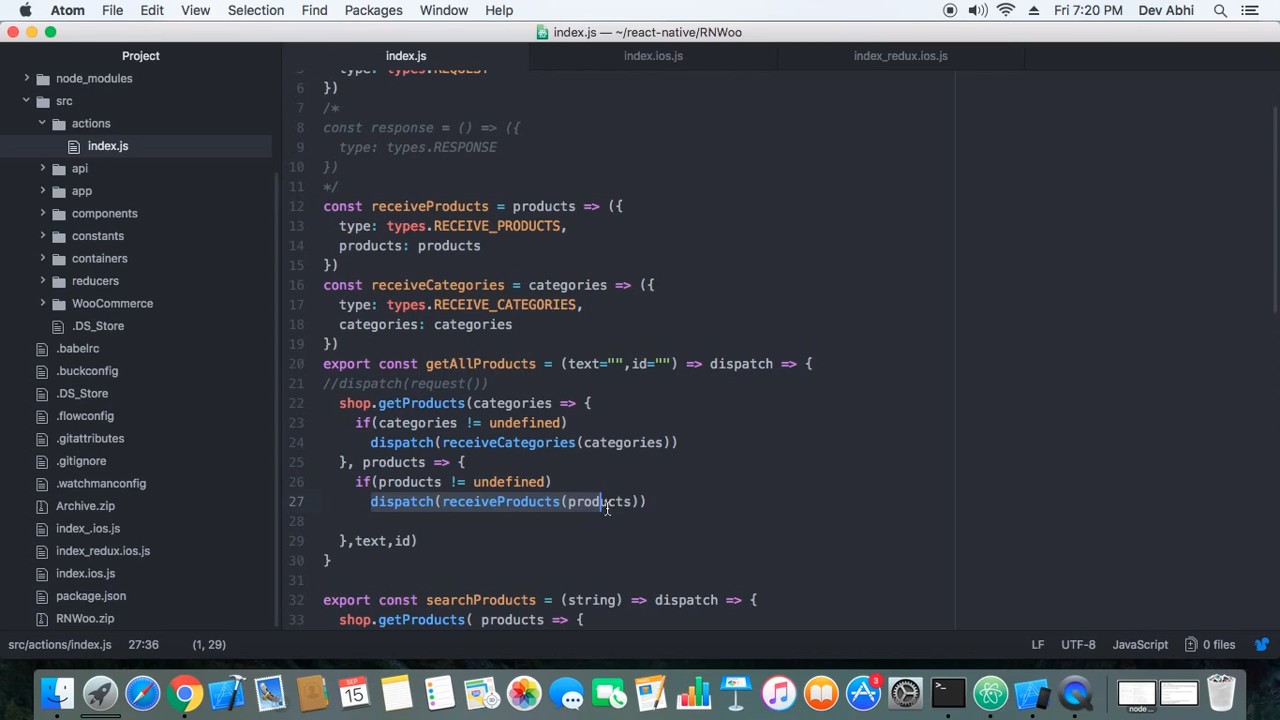 Atom File Edit View Selection Find Packages Window Help
Fri 7:20 PM Dev Abhi
index.js — ~/react-native/RNWoo
Project
index.js
index.ios.js
index_redux.ios.js
node_modules
src
actions
index.js
api
app
components
constants
containers
reducers
WooCommerce
.DS_Store
.babelrc
.buckconfig
.DS_Store
.flowconfig
.gitattributes
.gitignore
.watchmanconfig
Archive.zip
index_.ios.js
index_redux.ios.js
index.ios.js
package.json
RNWoo.zip
5 type: types.REQUEST
6 })
7 /*
8 const response = () => ({
9 type: types.RESPONSE
10 })
11 */
12 const receiveProducts = products => ({
13 type: types.RECEIVE_PRODUCTS,
14 products: products
15 })
16 const receiveCategories = categories => ({
17 type: types.RECEIVE_CATEGORIES,
18 categories: categories
19 })
20 export const getAllProducts = (text="",id="") => dispatch => {
21 //dispatch(request())
22 shop.getProducts(categories => {
23 if(categories != undefined)
24 dispatch(receiveCategories(categories))
25 }, products => {
26 if(products != undefined)
27 dispatch(receiveProducts(products))
28
29 },text,id)
30 }
31
32 export const searchProducts = (string) => dispatch => {
33 shop.getProducts( products => {
src/actions/index.js 27:36 (1, 29)
LF UTF-8 JavaScript 0 files
15
3